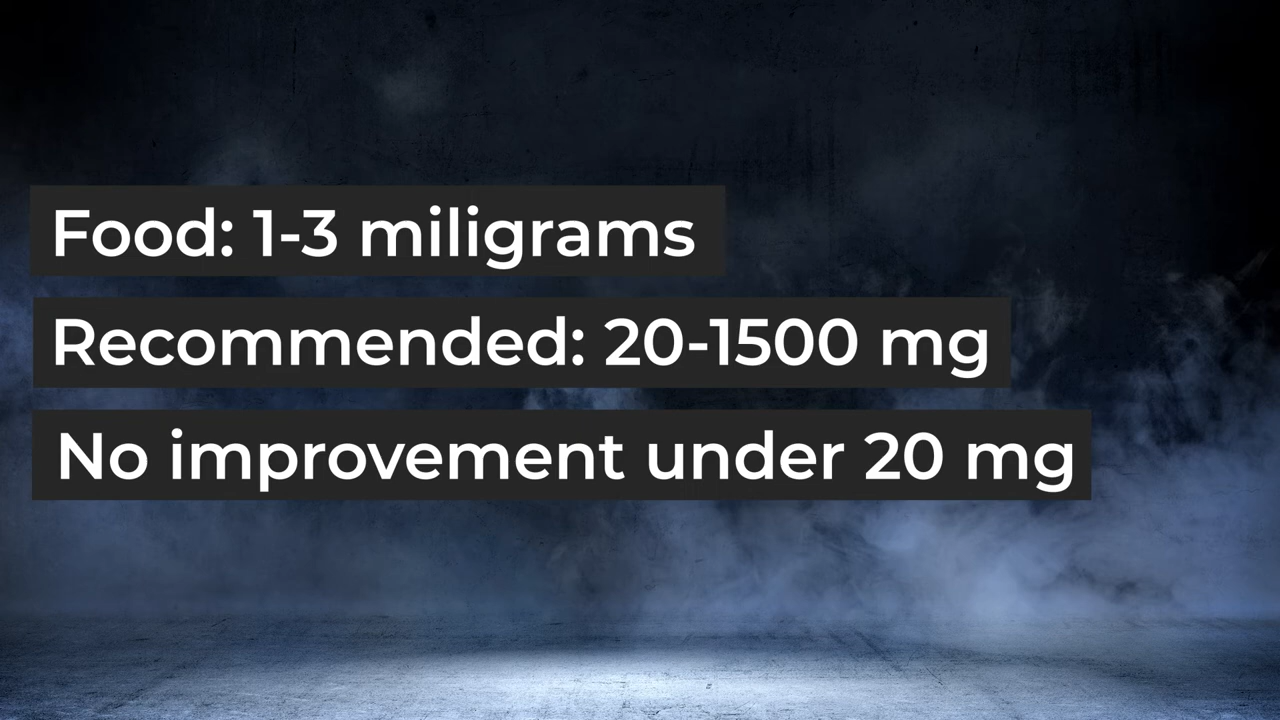 Food: 1-3 miligrams
Recommended: 20-1500 mg
No improvement under 20 mg